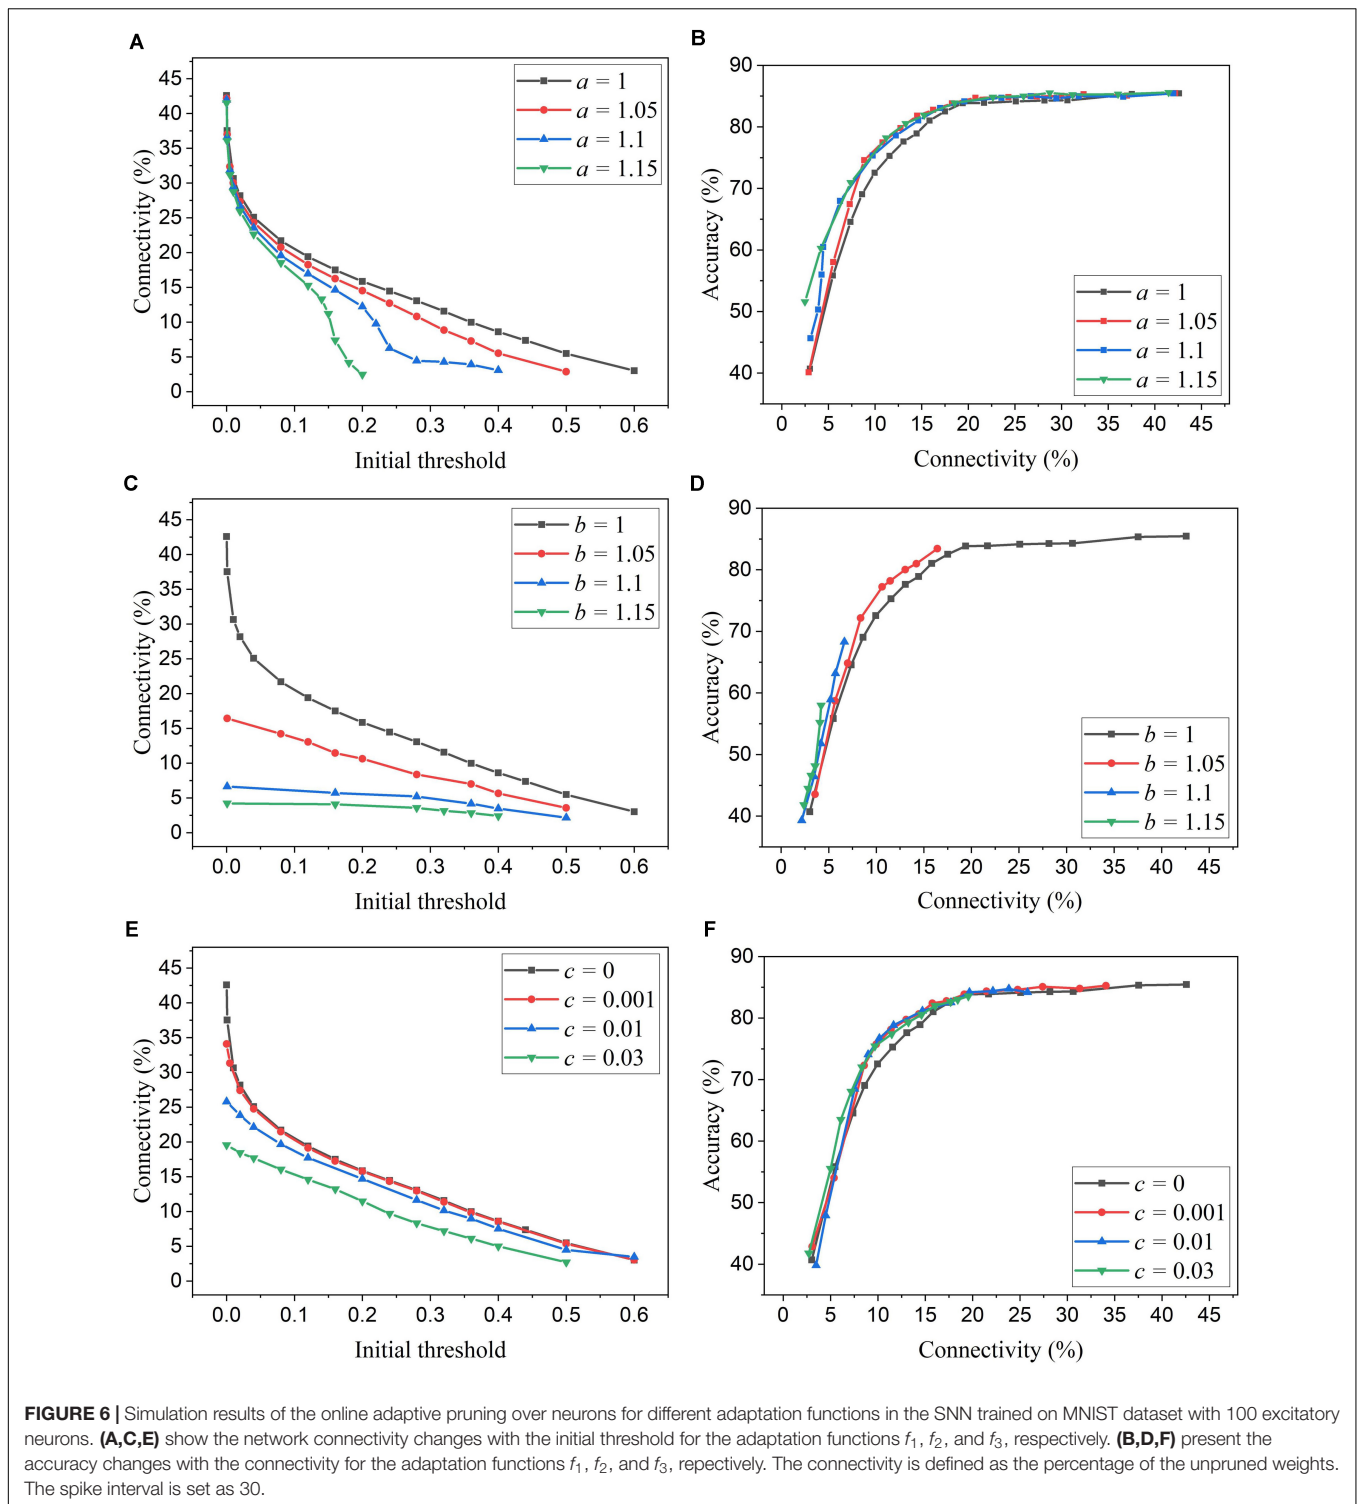 A
45
40
35
30
25
20
15
10
5
0
Connectivity (%)
0.0 0.1 0.2 0.3 0.4 0.5 0.6
Initial threshold
a = 1
a = 1.05
a = 1.1
a = 1.15
B
90
80
70
60
50
40
Accuracy (%)
0 5 10 15 20 25 30 35 40 45
Connectivity (%)
a = 1
a = 1.05
a = 1.1
a = 1.15
C
45
40
35
30
25
20
15
10
5
0
Connectivity (%)
0.0 0.1 0.2 0.3 0.4 0.5 0.6
Initial threshold
b = 1
b = 1.05
b = 1.1
b = 1.15
D
90
80
70
60
50
40
Accuracy (%)
0 5 10 15 20 25 30 35 40 45
Connectivity (%)
b = 1
b = 1.05
b = 1.1
b = 1.15
E
45
40
35
30
25
20
15
10
5
0
Connectivity (%)
0.0 0.1 0.2 0.3 0.4 0.5 0.6
Initial threshold
c = 0
c = 0.001
c = 0.01
c = 0.03
F
90
80
70
60
50
40
Accuracy (%)
0 5 10 15 20 25 30 35 40 45
Connectivity (%)
c = 0
c = 0.001
c = 0.01
c = 0.03
FIGURE 6 | Simulation results of the online adaptive pruning over neurons for different adaptation functions in the SNN trained on MNIST dataset with 100 excitatory
neurons. (A,C,E) show the network connectivity changes with the initial threshold for the adaptation functions f1, f2, and f3, respectively. (B,D,F) present the
accuracy changes with the connectivity for the adaptation functions f1, f2, and f3, repectively. The connectivity is defined as the percentage of the unpruned weights.
The spike interval is set as 30.